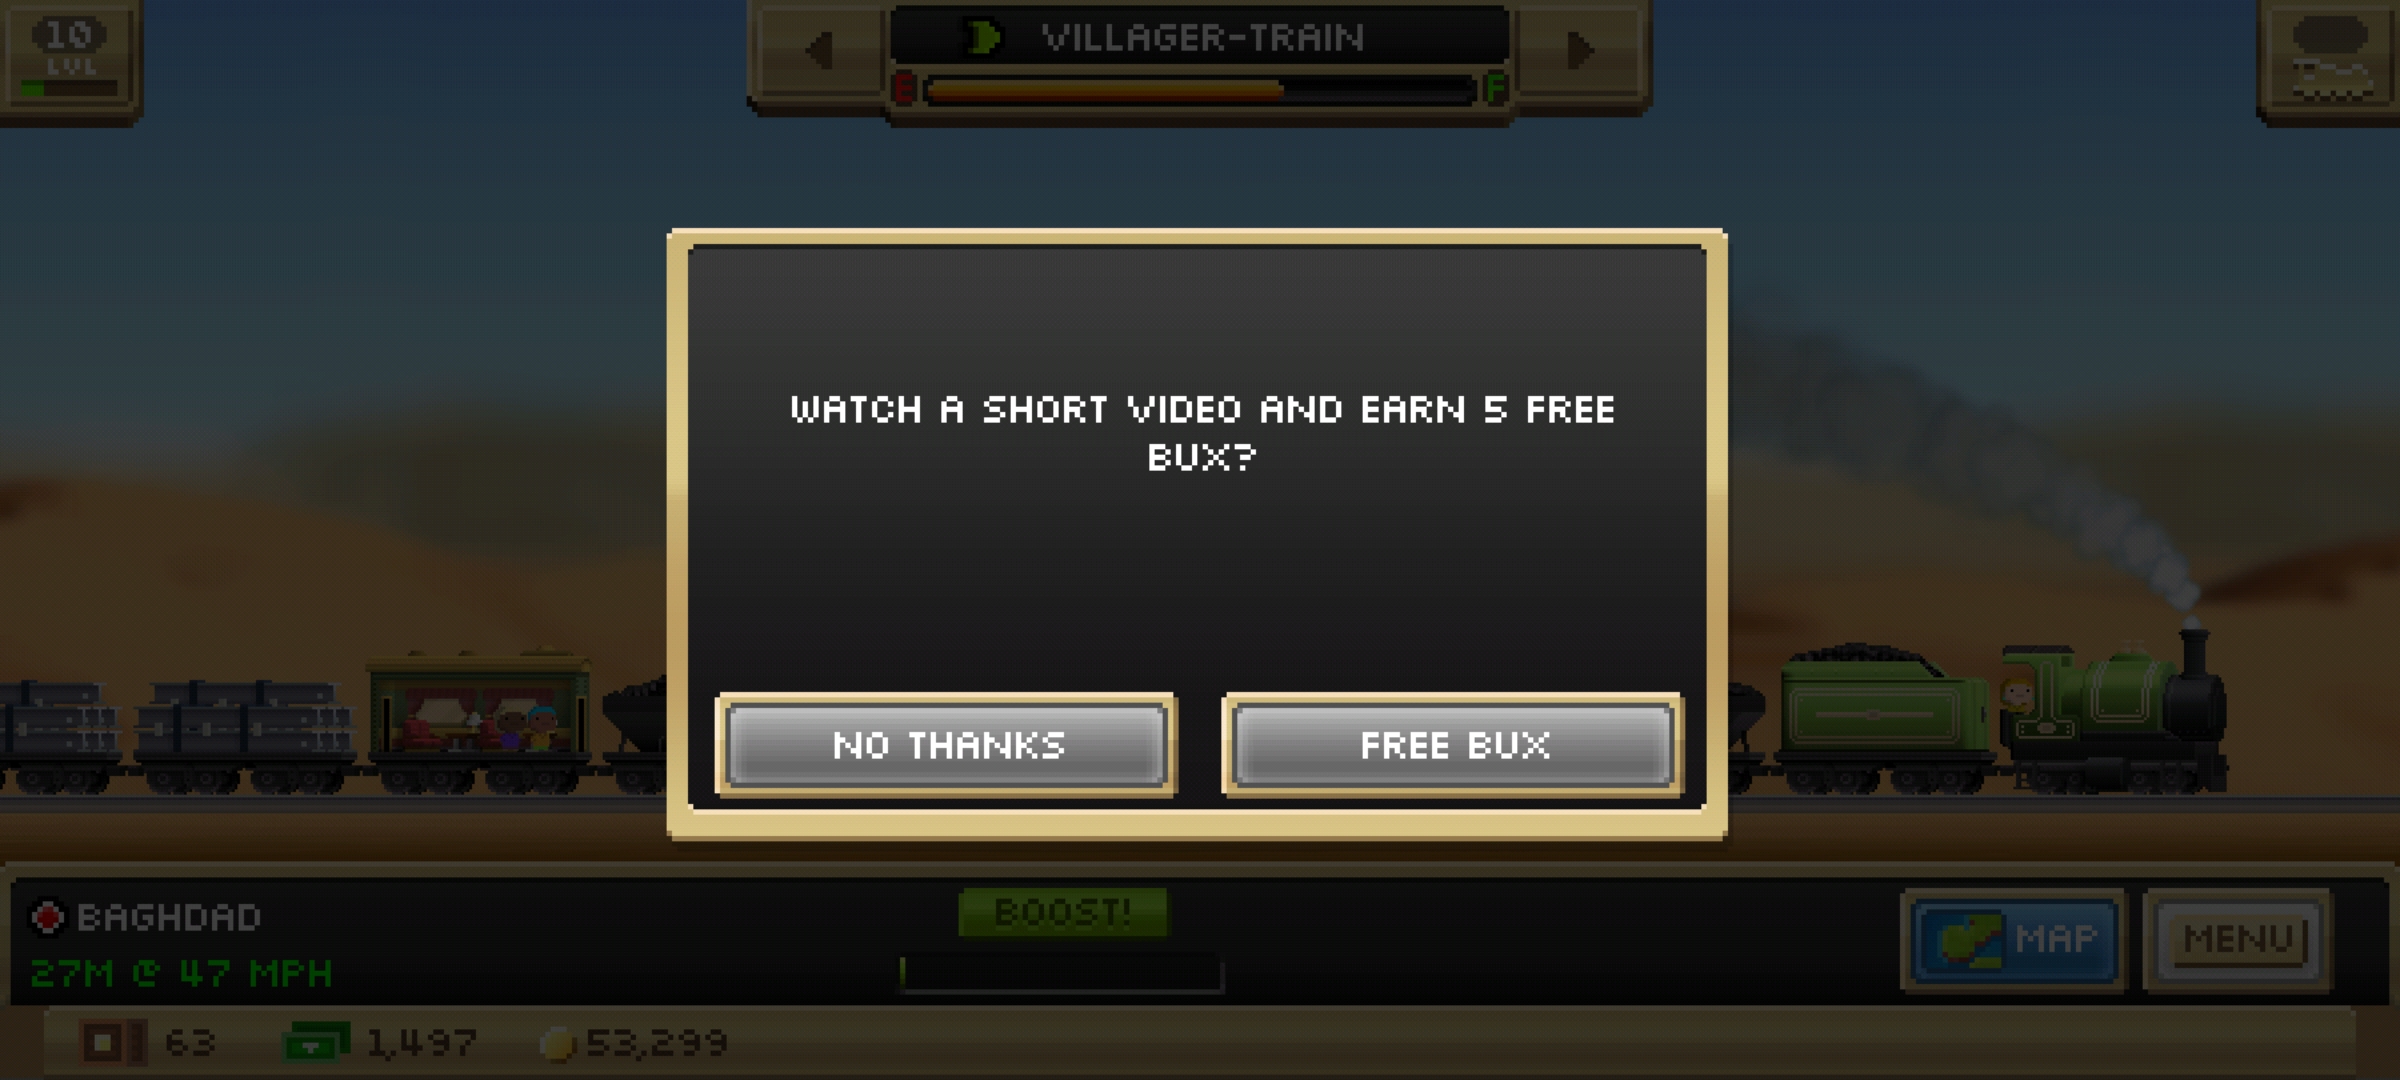 10
LVL
VILLAGER-TRAIN
E F
WATCH A SHORT VIDEO AND EARN 5 FREE
BUX?
NO THANKS
FREE BUX
BAGHDAD
27M @ 47 MPH
BOOST!
MAP
MENU
63
1,497
53,299